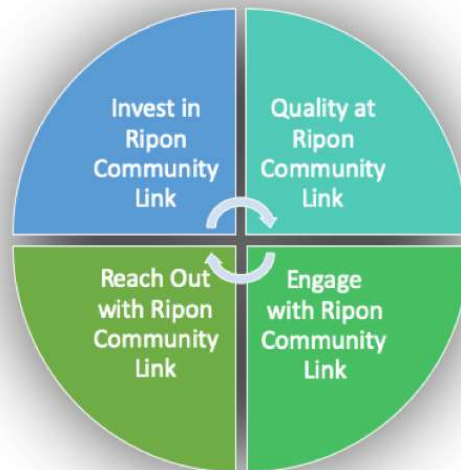 Invest in
Ripon
Community
Link
Quality at
Ripon
Community
Link
Reach Out
with Ripon
Community
Link
Engage
with Ripon
Community
Link